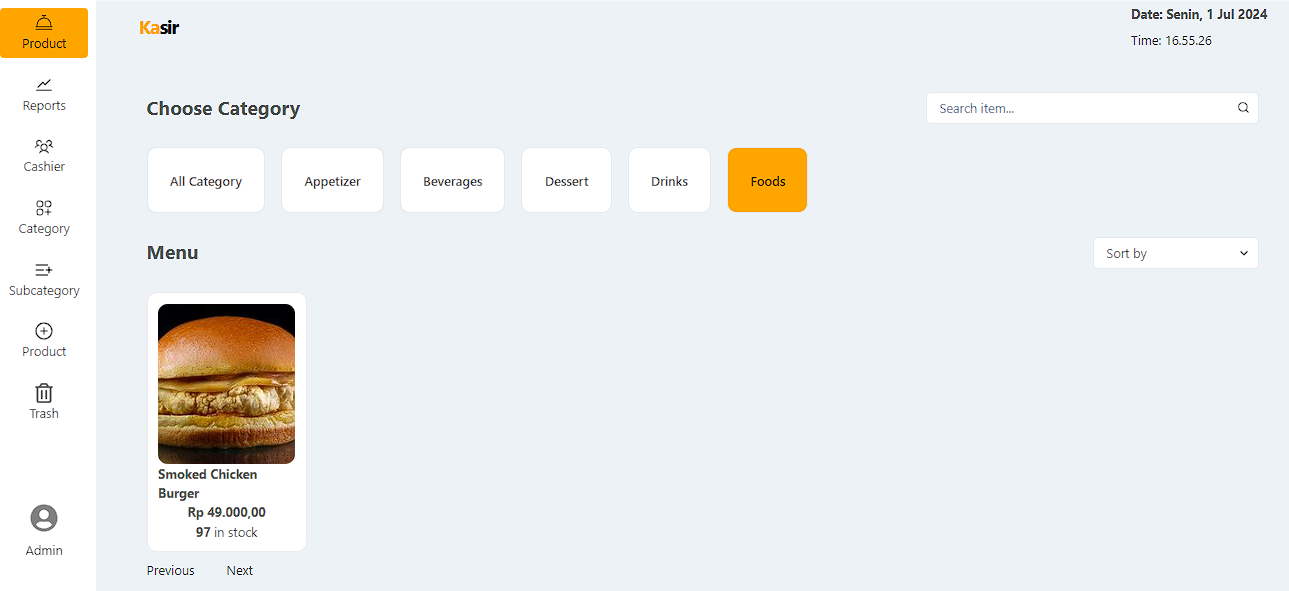 Product
Reports
Cashier
Category
Subcategory
Product
Trash
Admin
Kasir
Date: Senin, 1 Jul 2024
Time: 16.55.26
Choose Category
Search item...
All Category
Appetizer
Beverages
Dessert
Drinks
Foods
Menu
Sort by
Smoked Chicken
Burger
Rp 49.000,00
97 in stock
Previous
Next